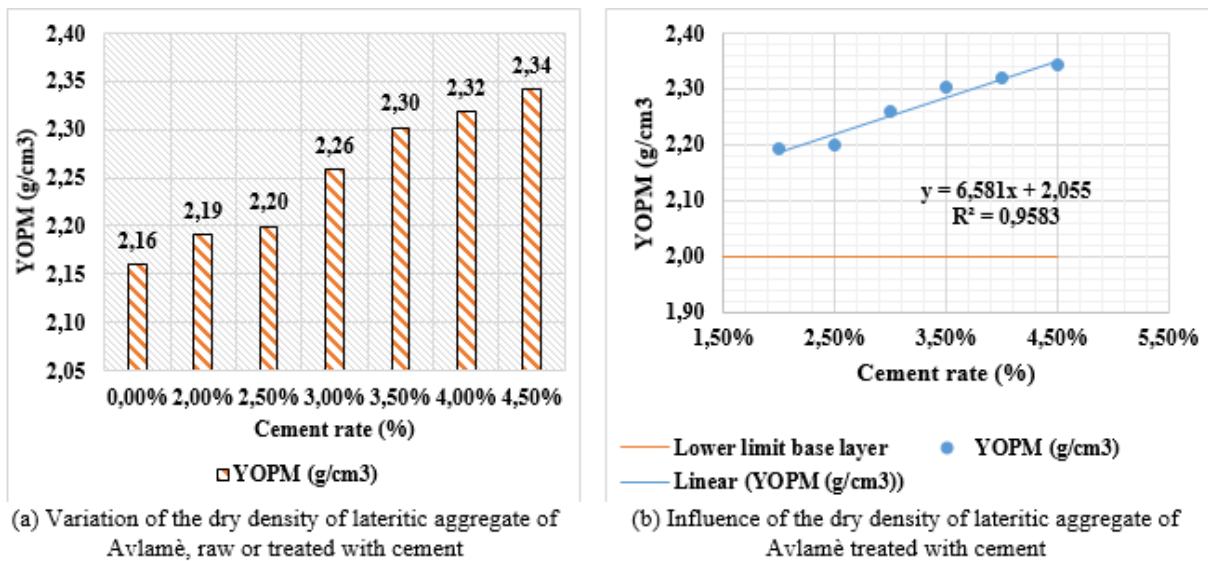 2,40
2,35
2,30
2,25
2,20
2,15
2,10
2,05
YOPM (g/cm3)
2,16
2,19
2,20
2,26
2,30
2,32
2,34
0,00% 2,00% 2,50% 3,00% 3,50% 4,00% 4,50%
Cement rate (%)
YOPM (g/cm3)
(a) Variation of the dry density of lateritic aggregate of
Avlamè, raw or treated with cement
2,40
2,30
2,20
2,10
2,00
1,90
YOPM (g/cm3
y = 6,581x + 2,055
R² = 0,9583
1,50% 2,50% 3,50% 4,50% 5,50%
Cement rate (%)
Lower limit base layer YOPM (g/cm3)
Linear (YOPM (g/cm3))
(b) Influence of the dry density of lateritic aggregate of
Avlamè treated with cement